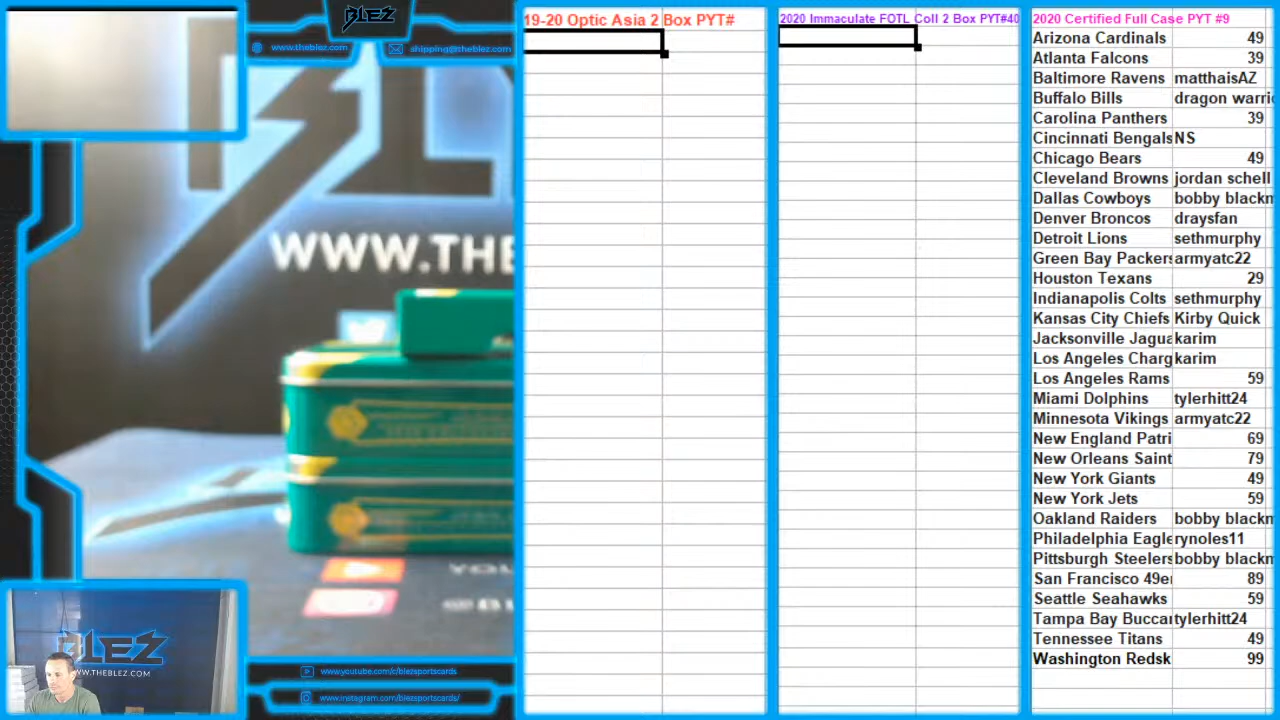 BLEZ
www.theblez.com
shipping@theblez.com
WWW.THE
BLEZ
WWW.THEBLEZ.COM
www.youtube.com/c/blezsportscards
www.instagram.com/blezsportscards/
19-20 Optic Asia 2 Box PYT#
2020 Immaculate FOTL Coll 2 Box PYT#40
2020 Certified Full Case PYT #9
Arizona Cardinals 49
Atlanta Falcons 39
Baltimore Ravens matthaisAZ
Buffalo Bills dragon warri
Carolina Panthers 39
Cincinnati Bengals NS
Chicago Bears 49
Cleveland Browns jordan schell
Dallas Cowboys bobby blackn
Denver Broncos draysfan
Detroit Lions sethmurphy
Green Bay Packers armyatc22
Houston Texans 29
Indianapolis Colts sethmurphy
Kansas City Chiefs Kirby Quick
Jacksonville Jagua karim
Los Angeles Charg karim
Los Angeles Rams 59
Miami Dolphins tylerhitt24
Minnesota Vikings armyatc22
New England Patri 69
New Orleans Saint 79
New York Giants 49
New York Jets 59
Oakland Raiders bobby blackn
Philadelphia Eagle rynoles11
Pittsburgh Steelers bobby blackn
San Francisco 49er 89
Seattle Seahawks 59
Tampa Bay Buccar tylerhitt24
Tennessee Titans 49
Washington Redsk 99